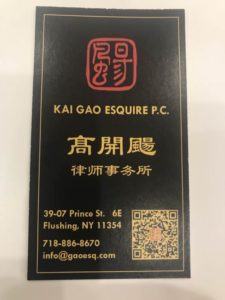 KAI GAO ESQUIRE P.C.
高開颺
律师事务所
39-07 Prince St. 6E
Flushing, NY 11354
718-886-8670
info@gaoesq.com